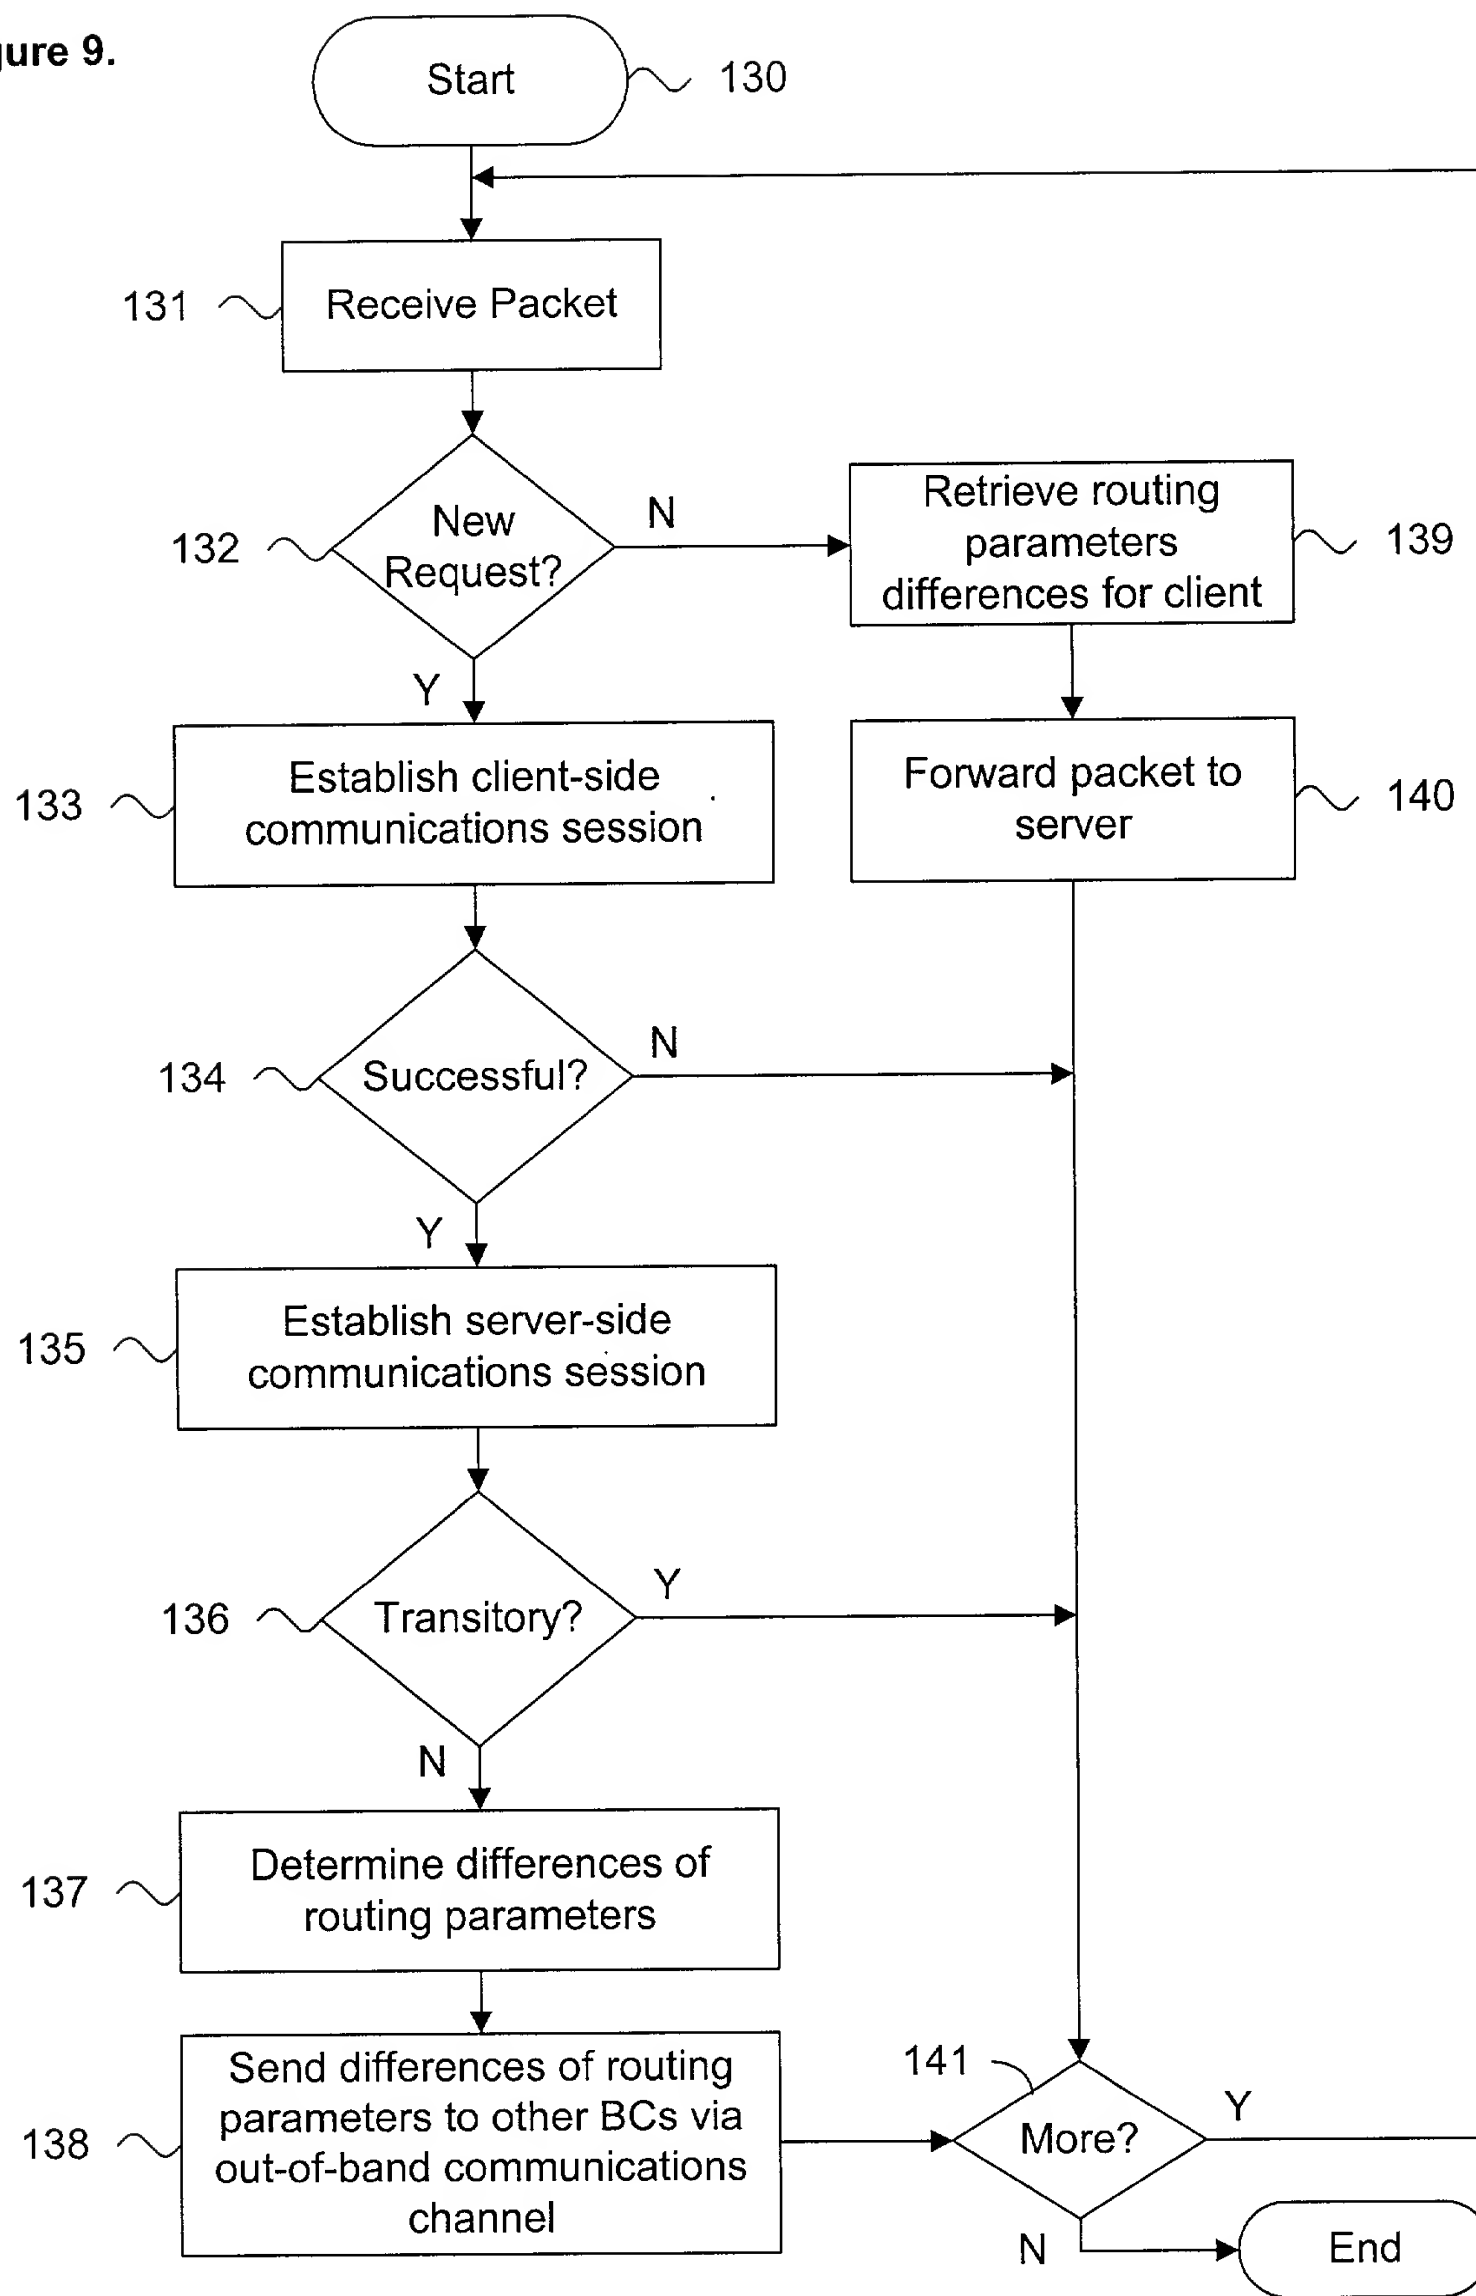 gure 9.
Start
130
131
Receive Packet
132
New
Request?
N
Y
Retrieve routing
parameters
differences for client
139
133
Establish client-side
communications session
Forward packet to
server
140
134
Successful?
N
Y
135
Establish server-side
communications session
136
Transitory?
Y
N
137
Determine differences of
routing parameters
138
Send differences of routing
parameters to other BCs via
out-of-band communications
channel
141
More?
Y
N
End